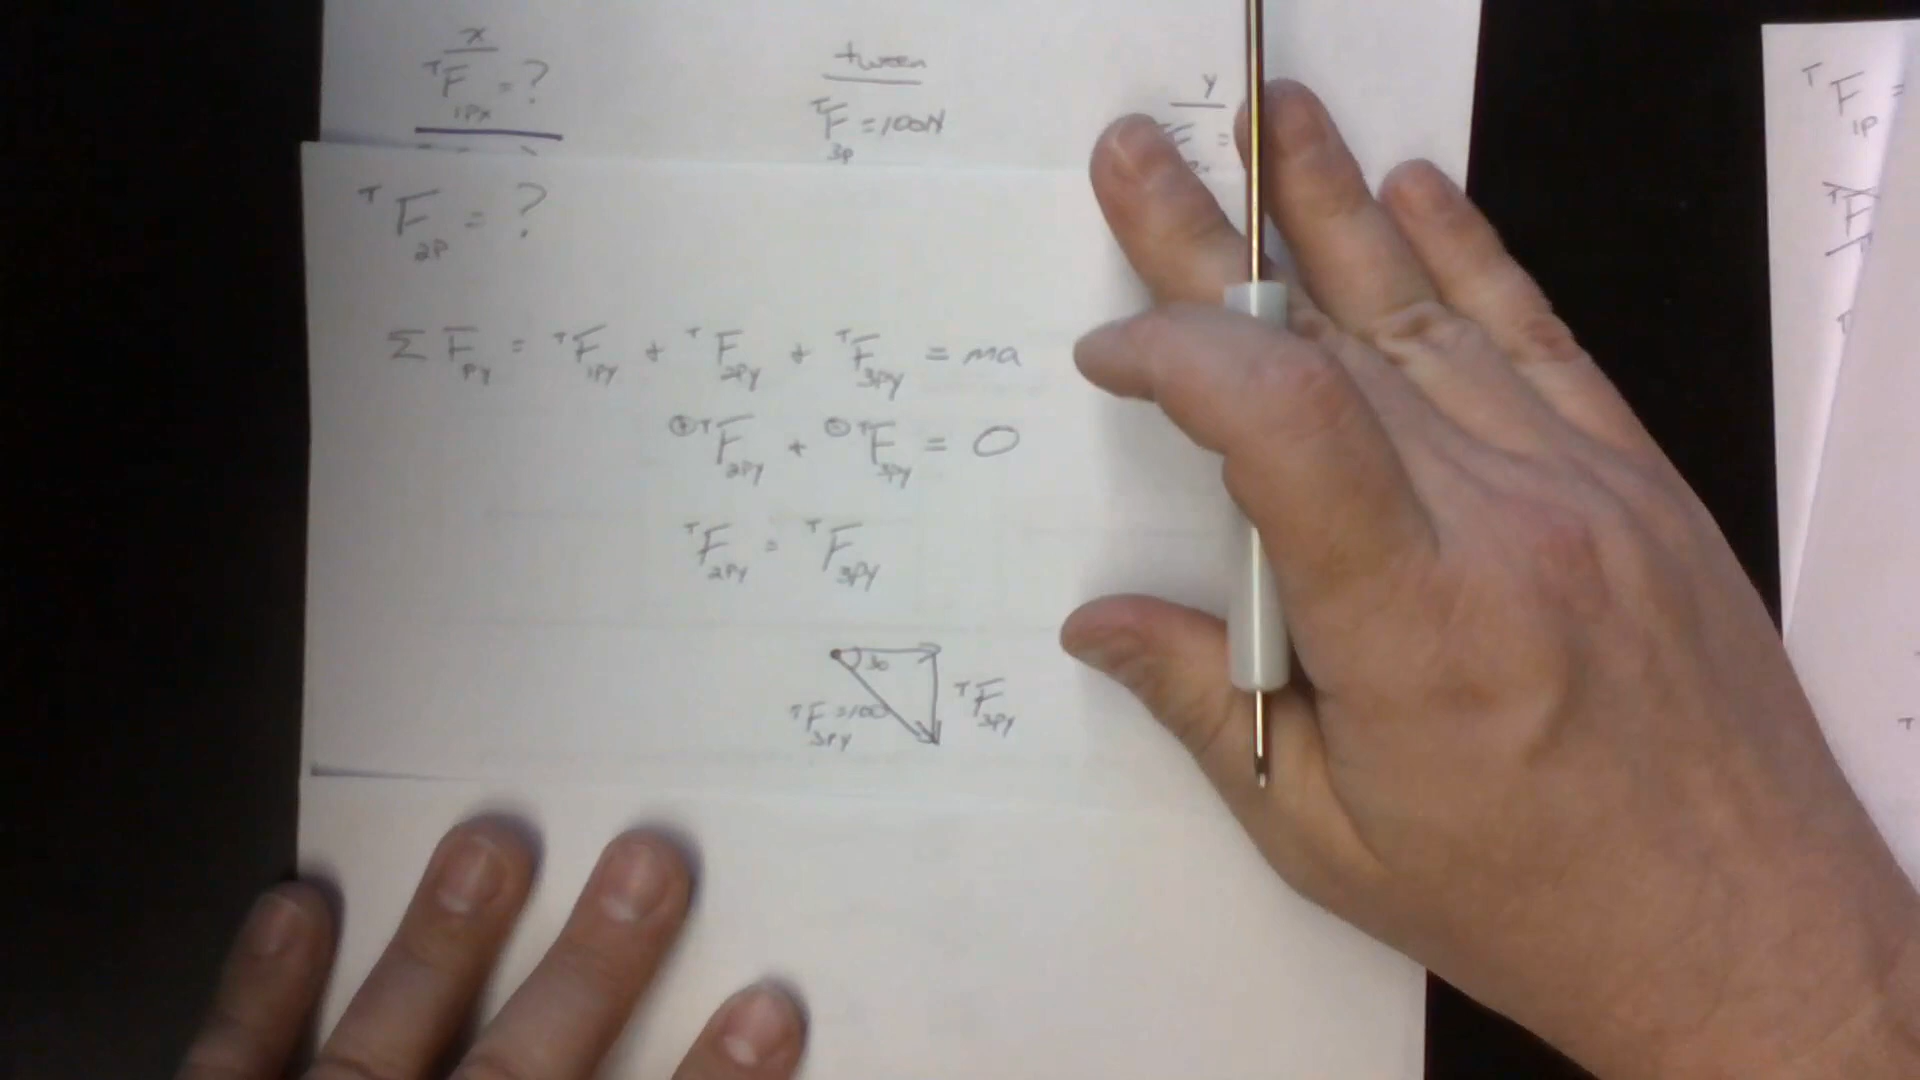 x
tween
y
TF1Px = ?
TF3P = 100N
TF1P =
TF2P = ?
ΣFPy = TF1Py + TF2Py + TF3Py = ma
⊕TF2Py + ⊖TF3Py = 0
TF2Py = TF3Py
30
TF3Py = 100
TF3Py